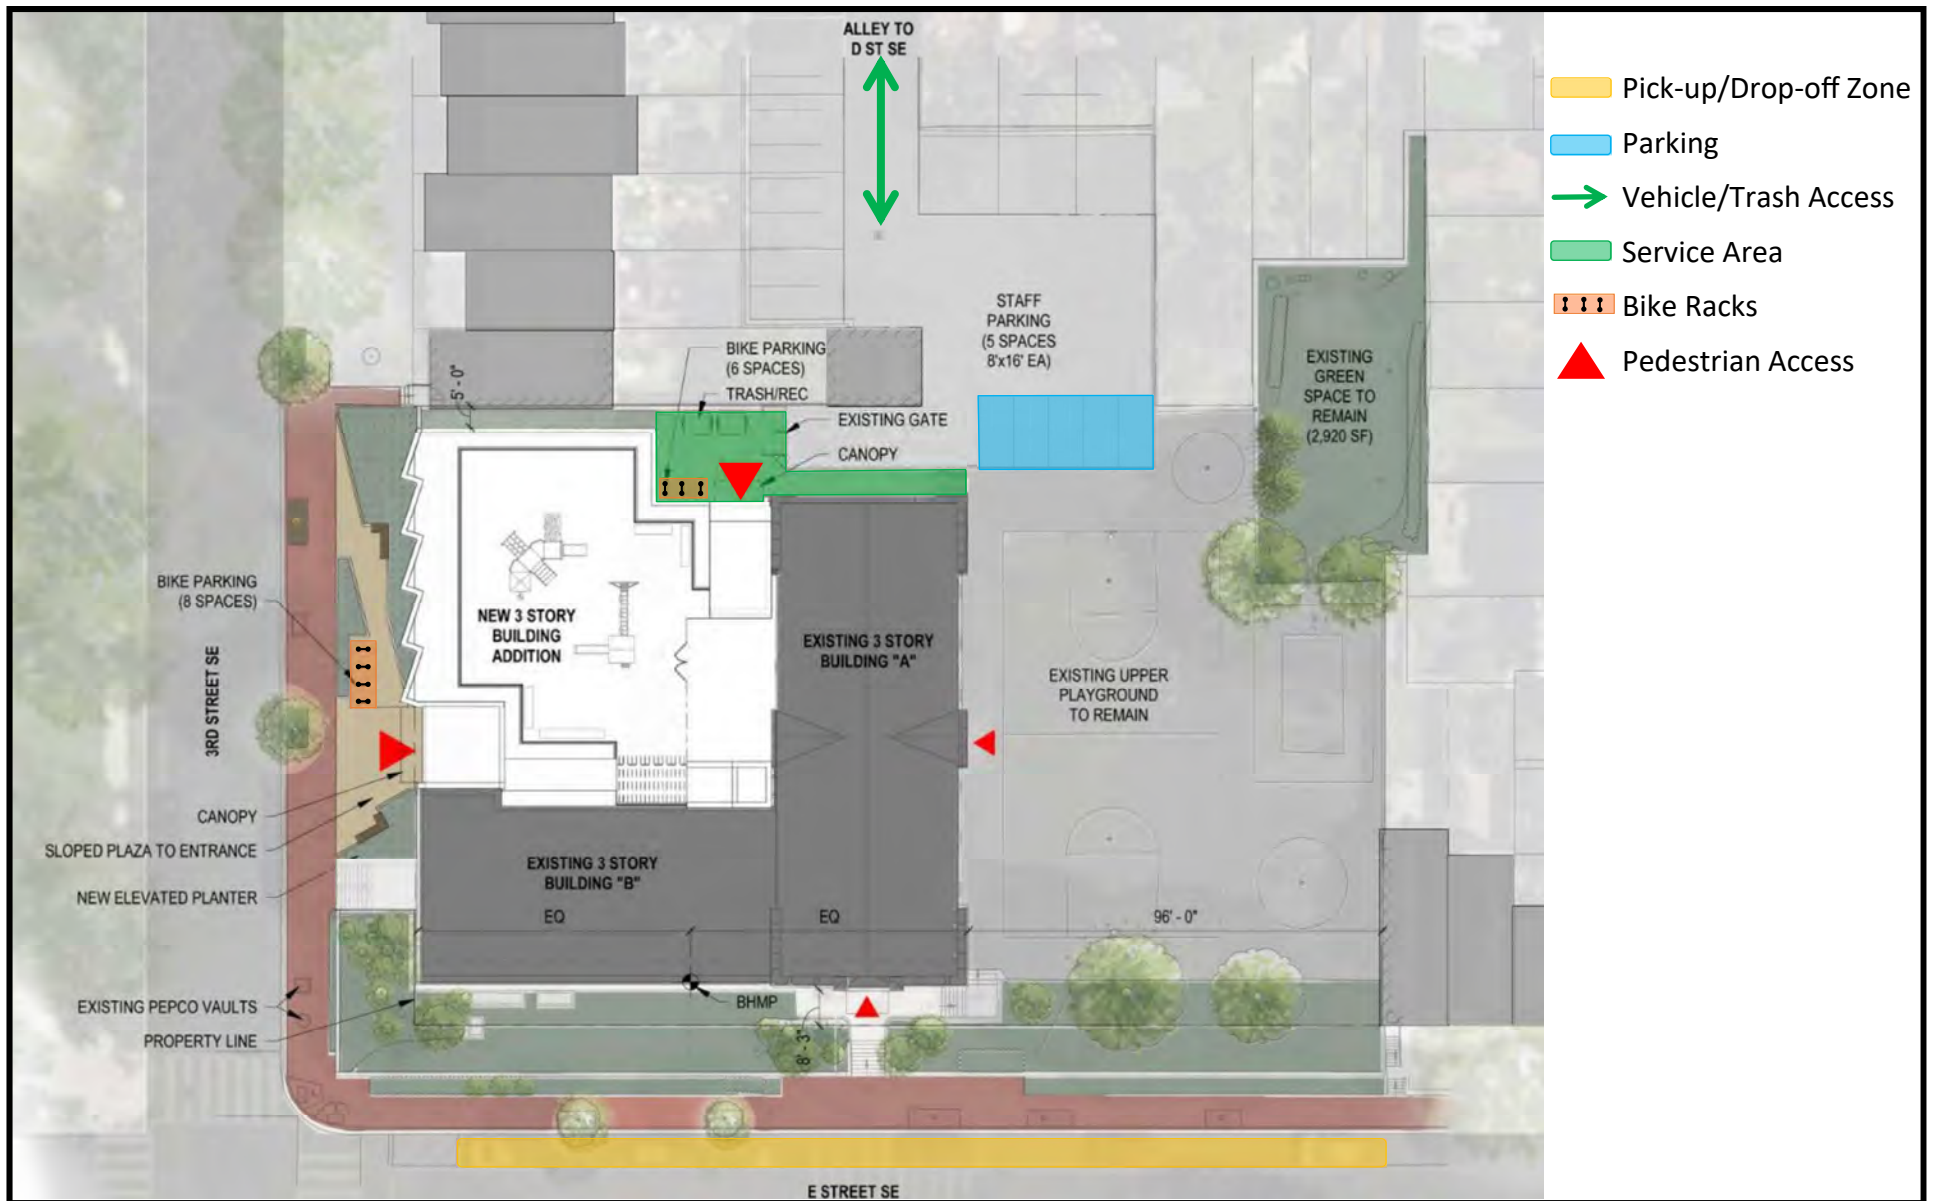 ALLEY TO
D ST SE
Pick-up/Drop-off Zone
Parking
Vehicle/Trash Access
Service Area
Bike Racks
Pedestrian Access
STAFF
PARKING
(5 SPACES
8'x16' EA)
BIKE PARKING
(6 SPACES)
TRASH/REC
EXISTING GATE
CANOPY
5' - 0"
EXISTING
GREEN
SPACE TO
REMAIN
(2,920 SF)
BIKE PARKING
(8 SPACES)
NEW 3 STORY
BUILDING
ADDITION
EXISTING 3 STORY
BUILDING "A"
EXISTING UPPER
PLAYGROUND
TO REMAIN
3RD STREET SE
CANOPY
SLOPED PLAZA TO ENTRANCE
NEW ELEVATED PLANTER
EXISTING 3 STORY
BUILDING "B"
EQ
EQ
96' - 0"
EXISTING PEPCO VAULTS
BHMP
PROPERTY LINE
8' - 3"
E STREET SE